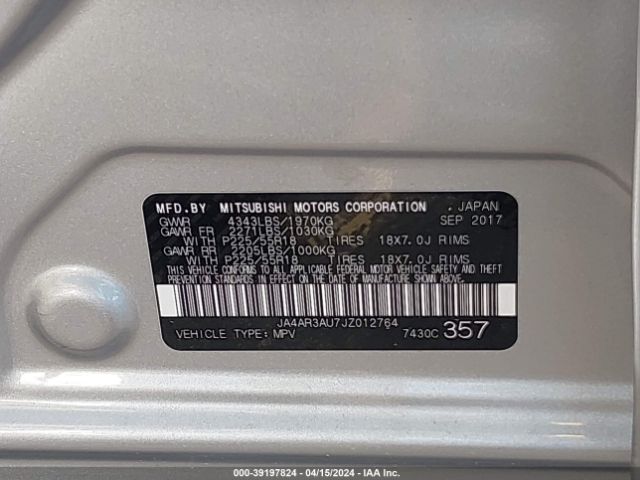 MFD.BY MITSUBISHI MOTORS CORPORATION . JAPAN
GVWR 4343LBS/1970KG SEP 2017
GAWR FR 2271LBS/1030KG
WITH P225/55R18 TIRES 18X7.0J RIMS
GAWR RR 2205LBS/1000KG
WITH P225/55R18 TIRES 18X7.0J RIMS
THIS VEHICLE CONFORMS TO ALL APPLICABLE FEDERAL MOTOR VEHICLE SAFETY AND THEFT
PREVENTION STANDARDS IN EFFECT ON THE DATE OF MANUFACTURE SHOWN ABOVE.
JA4AR3AU7JZ012764
VEHICLE TYPE: MPV 7430C 357
000-39197824 - 04/15/2024 - IAA Inc.